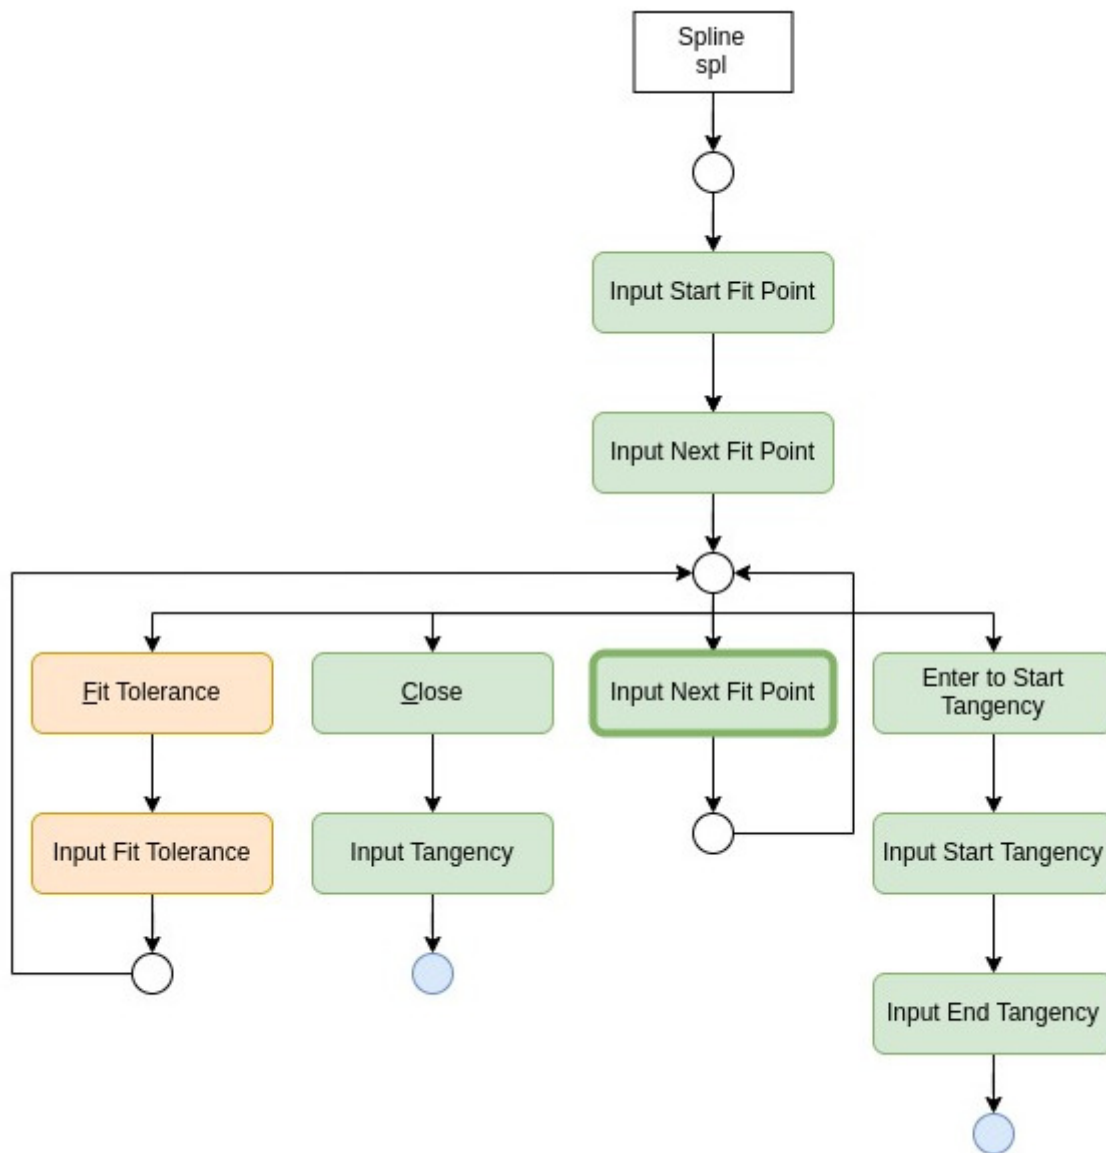 Spline
spl
Input Start Fit Point
Input Next Fit Point
Fit Tolerance
Close
Input Next Fit Point
Enter to Start
Tangency
Input Fit Tolerance
Input Tangency
Input Start Tangency
Input End Tangency